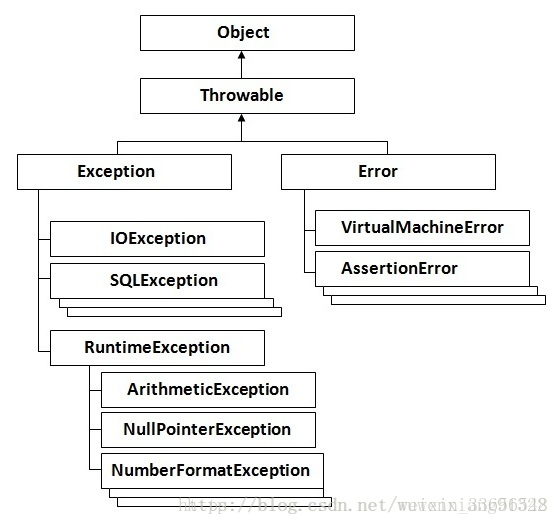 Object
Throwable
Exception
Error
IOException
VirtualMachineError
SQLException
AssertionError
RuntimeException
ArithmeticException
NullPointerException
NumberFormatException